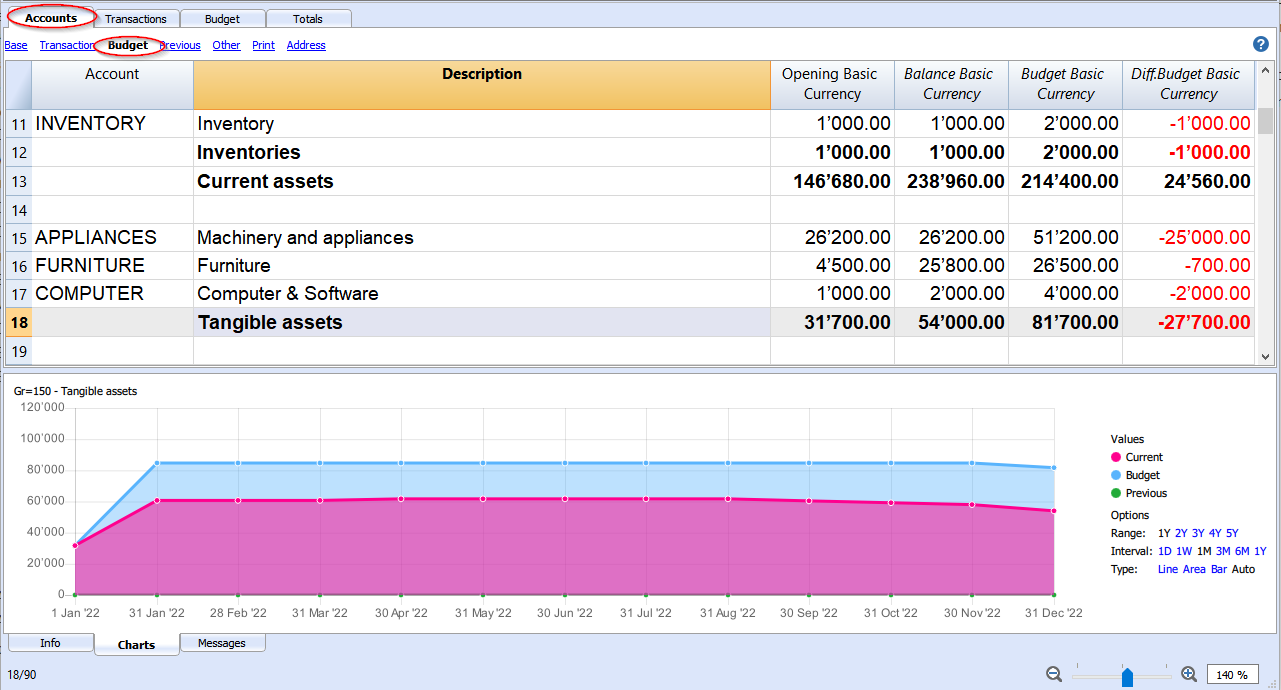 Accounts Transactions Budget Totals
Base Transaction Budget Previous Other Print Address ?
Account Description Opening Basic Currency Balance Basic Currency Budget Basic Currency Diff.Budget Basic Currency
11 INVENTORY Inventory 1’000.00 1’000.00 2’000.00 -1’000.00
12 Inventories 1’000.00 1’000.00 2’000.00 -1’000.00
13 Current assets 146’680.00 238’960.00 214’400.00 24’560.00
14
15 APPLIANCES Machinery and appliances 26’200.00 26’200.00 51’200.00 -25’000.00
16 FURNITURE Furniture 4’500.00 25’800.00 26’500.00 -700.00
17 COMPUTER Computer & Software 1’000.00 2’000.00 4’000.00 -2’000.00
18 Tangible assets 31’700.00 54’000.00 81’700.00 -27’700.00
19
Gr=150 - Tangible assets
120’000
100’000
80’000
60’000
40’000
20’000
0
1 Jan ’22 31 Jan ’22 28 Feb ’22 31 Mar ’22 30 Apr ’22 31 May ’22 30 Jun ’22 31 Jul ’22 31 Aug ’22 30 Sep ’22 31 Oct ’22 30 Nov ’22 31 Dec ’22
Values
Current
Budget
Previous
Options
Range: 1Y 2Y 3Y 4Y 5Y
Interval: 1D 1W 1M 3M 6M 1Y
Type: Line Area Bar Auto
Info Charts Messages
18/90 140 %